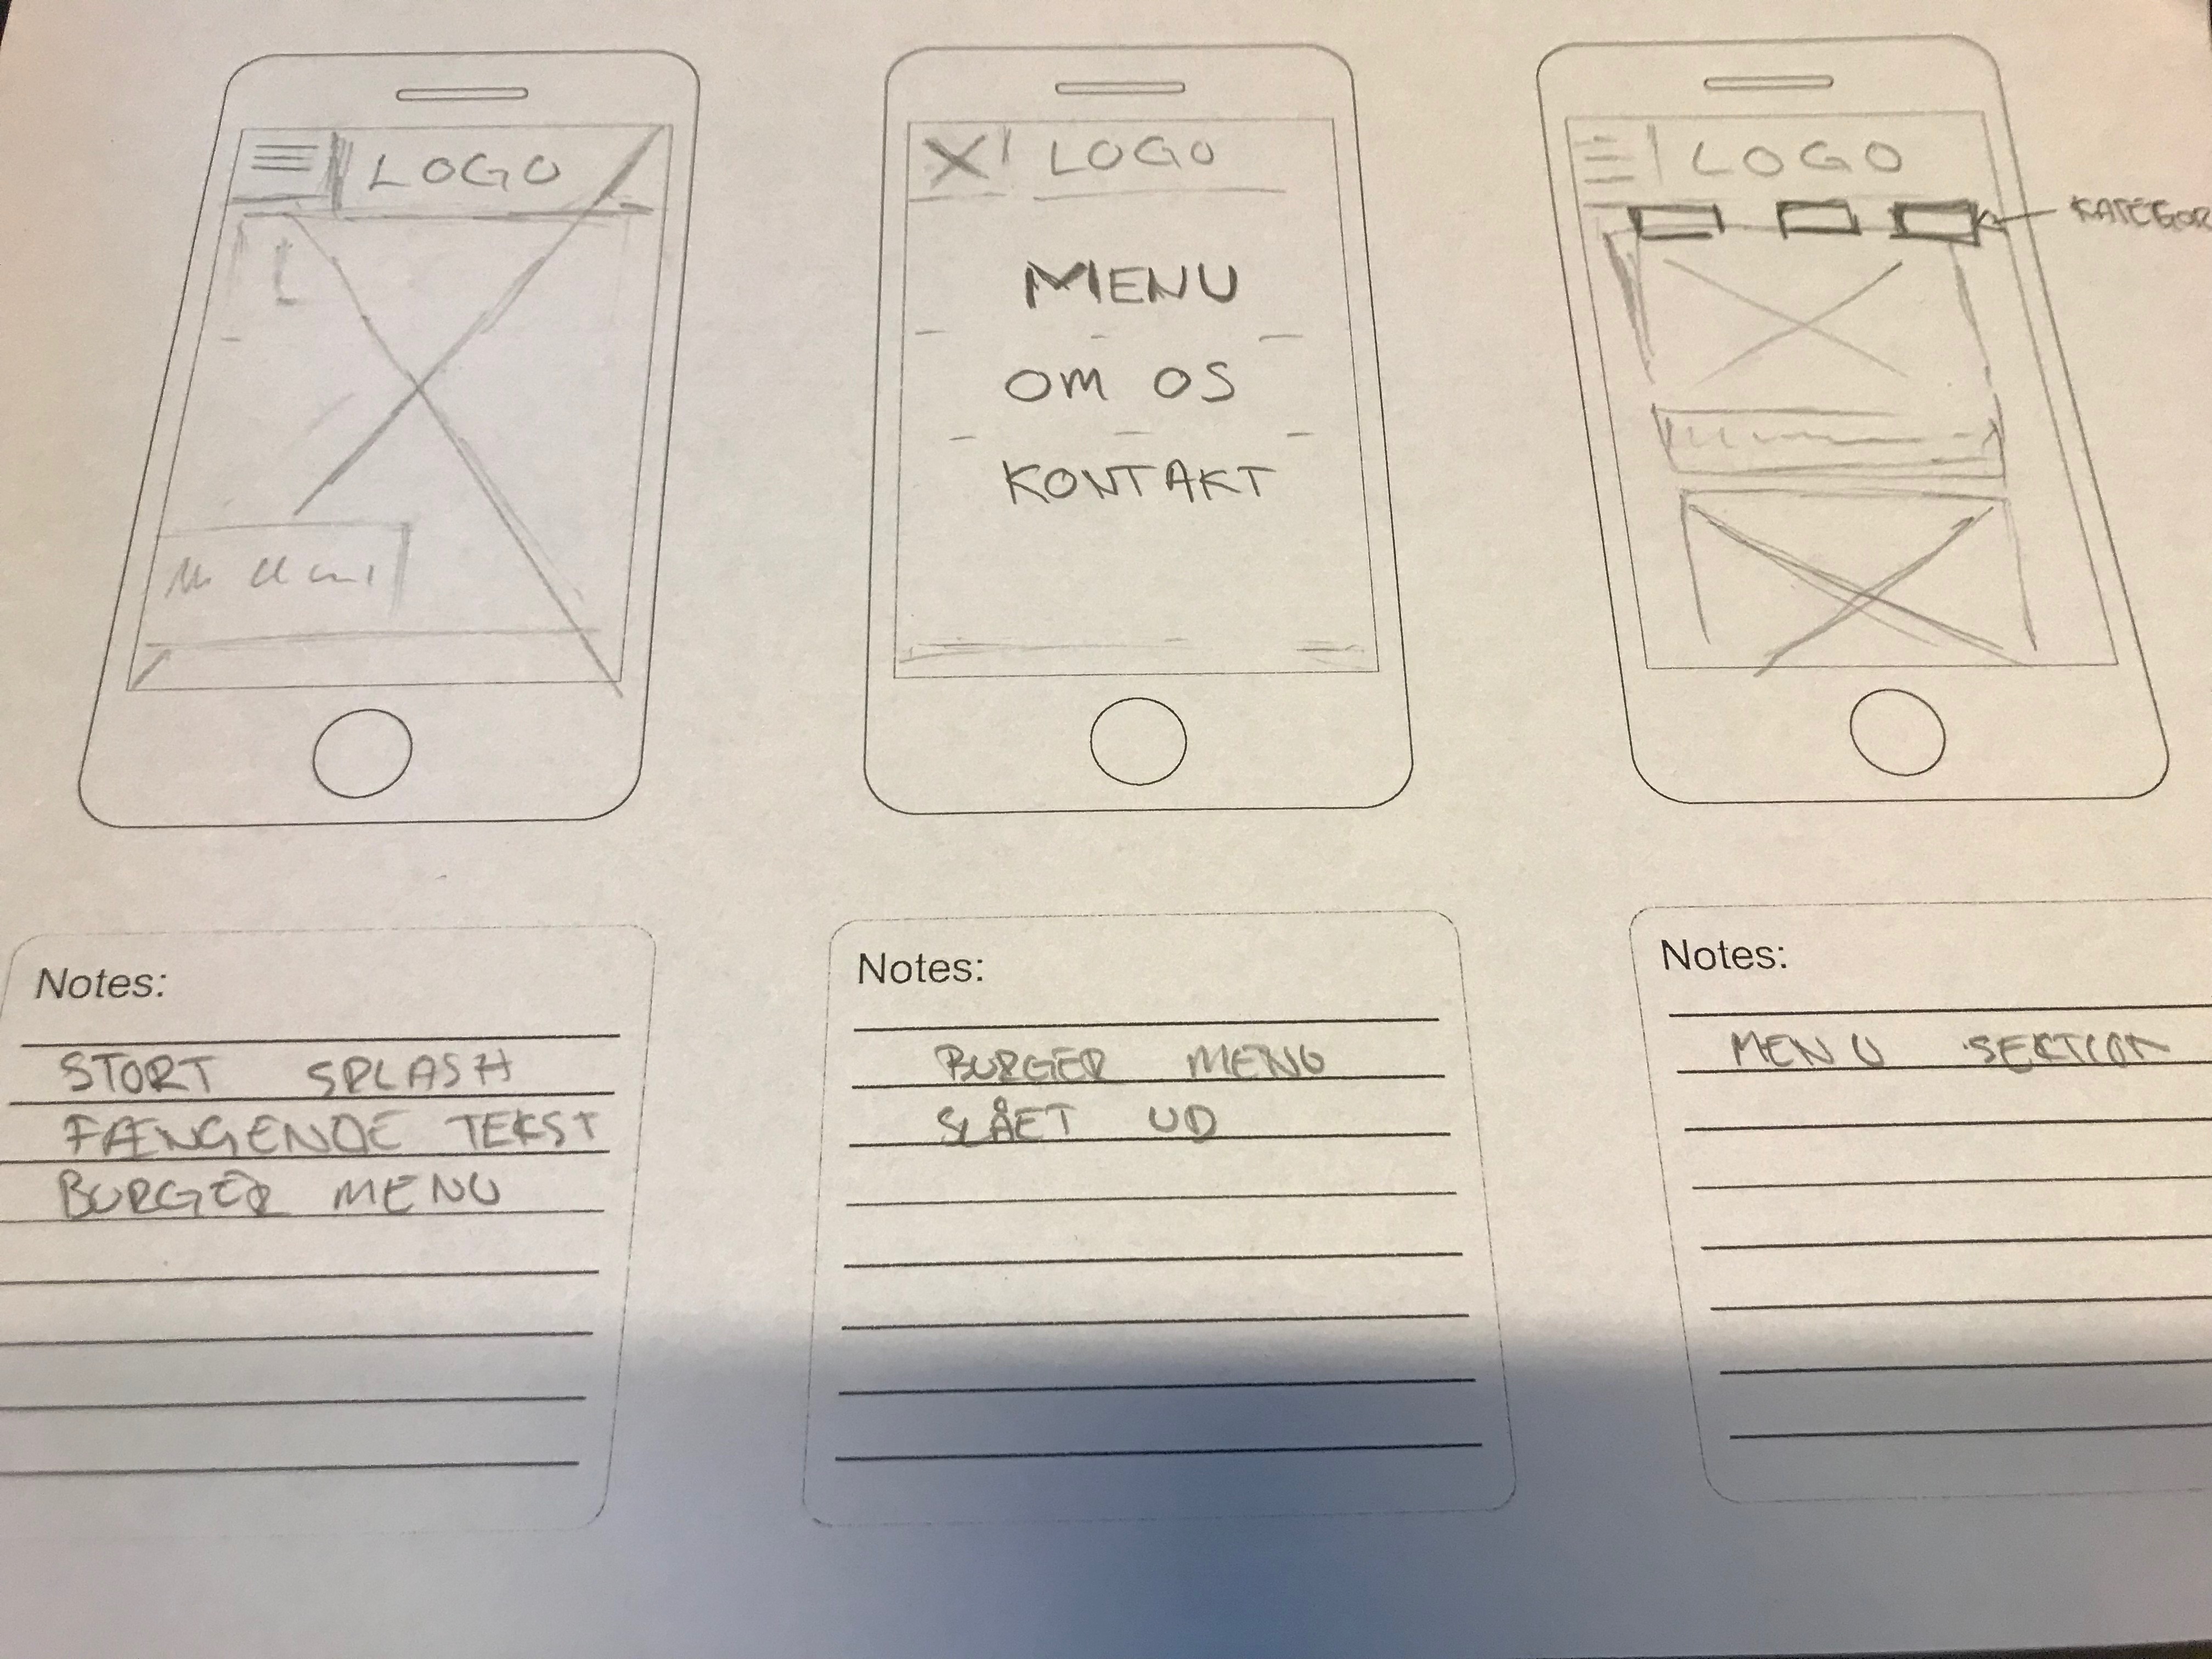 LOGO
X LOGO
MENU
OM OS
KONTAKT
LOGO
KATEGOR
Notes:
STORT SPLASH
FÆNGENDE TEKST
BURGER MENU
Notes:
BURGER MENU
SLÅET UD
Notes:
MENU SEKTION